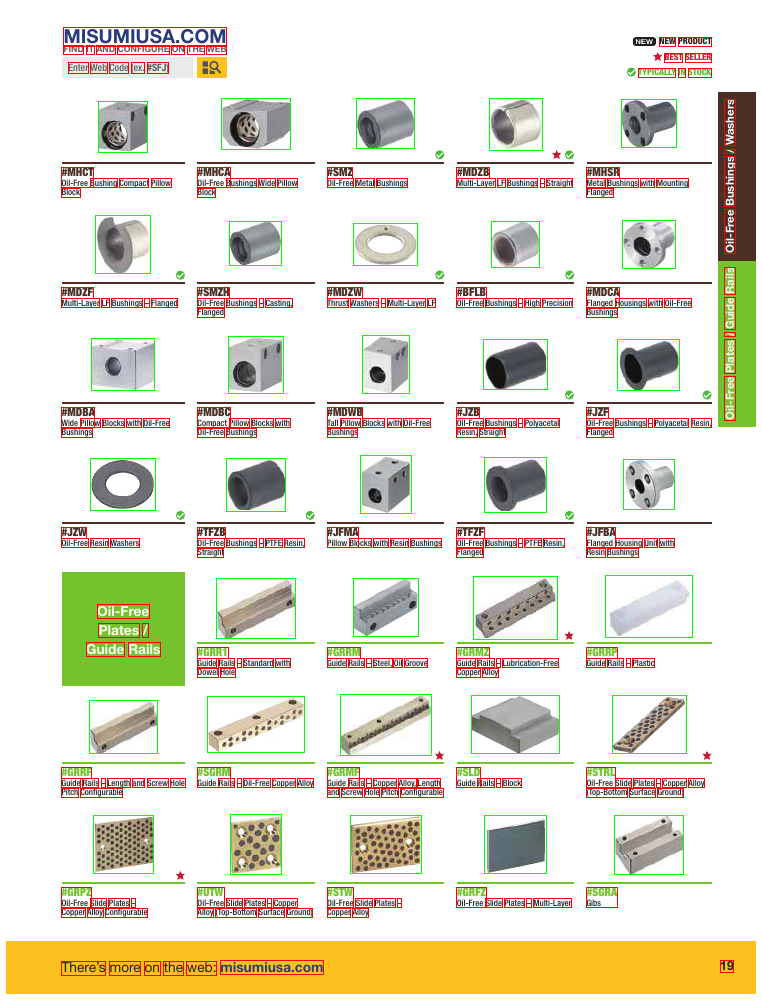 MISUMIUSA.COM
FIND IT AND CONFIGURE ON THE WEB
Enter Web Code (ex. #SFJ)
NEW NEW PRODUCT
BEST SELLER
TYPICALLY IN STOCK
#MHCT
Oil-Free Bushing Compact Pillow
Block
#MHCA
Oil-Free Bushings Wide Pillow
Block
#SMZ
Oil-Free Metal Bushings
#MDZB
Multi-Layer LF Bushings – Straight
#MHSR
Metal Bushings with Mounting
Flanged
#MDZF
Multi-Layer LF Bushings – Flanged
#SMZH
Oil-Free Bushings – Casting,
Flanged
#MDZW
Thrust Washers – Multi-Layer LF
#BFLB
Oil-Free Bushings – High Precision
#MDCA
Flanged Housings with Oil-Free
Bushings
#MDBA
Wide Pillow Blocks with Oil-Free
Bushings
#MDBC
Compact Pillow Blocks with
Oil-Free Bushings
#MDWB
Tall Pillow Blocks with Oil-Free
Bushings
#JZB
Oil-Free Bushings – Polyacetal
Resin, Straight
#JZF
Oil-Free Bushings – Polyacetal Resin,
Flanged
#JZW
Oil-Free Resin Washers
#TFZB
Oil-Free Bushings – PTFE Resin,
Straight
#JFMA
Pillow Blocks with Resin Bushings
#TFZF
Oil-Free Bushings – PTFE Resin,
Flanged
#JFBA
Flanged Housing Unit with
Resin Bushings
Oil-Free
Plates /
Guide Rails
#GRRT
Guide Rails – Standard with
Dowel Hole
#GRRM
Guide Rails – Steel, Oil Groove
#GRMZ
Guide Rails – Lubrication-Free
Copper Alloy
#GRRP
Guide Rails – Plastic
#GRRF
Guide Rails – Length and Screw Hole
Pitch Configurable
#SGRM
Guide Rails – Oil-Free Copper Alloy
#GRMF
Guide Rails – Copper Alloy, Length
and Screw Hole Pitch Configurable
#SLD
Guide Rails – Block
#STRL
Oil-Free Slide Plates – Copper Alloy
(Top-Bottom Surface Ground)
#GRPZ
Oil-Free Slide Plates –
Copper Alloy Configurable
#UTW
Oil-Free Slide Plates – Copper
Alloy (Top-Bottom Surface Ground)
#STW
Oil-Free Slide Plates –
Copper Alloy
#GRFZ
Oil-Free Slide Plates – Multi-Layer
#SGRA
Gibs
Oil-Free Bushings / Washers
Oil-Free Plates / Guide Rails
There's more on the web: misumiusa.com
19